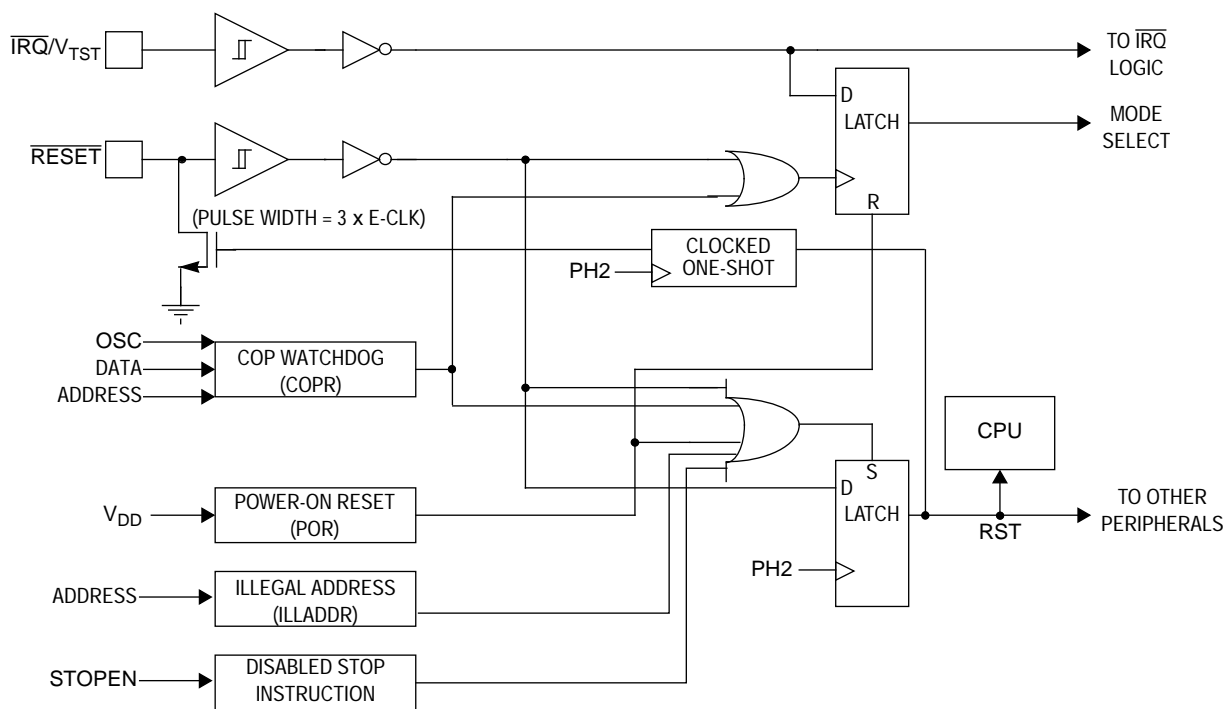 IRQ/VTST
TO IRQ
LOGIC
D
LATCH
MODE
SELECT
RESET
R
(PULSE WIDTH = 3 x E-CLK)
CLOCKED
ONE-SHOT
PH2
OSC
DATA
ADDRESS
COP WATCHDOG
(COPR)
CPU
S
D
LATCH
VDD
POWER-ON RESET
(POR)
TO OTHER
PERIPHERALS
RST
PH2
ADDRESS
ILLEGAL ADDRESS
(ILLADDR)
STOPEN
DISABLED STOP
INSTRUCTION